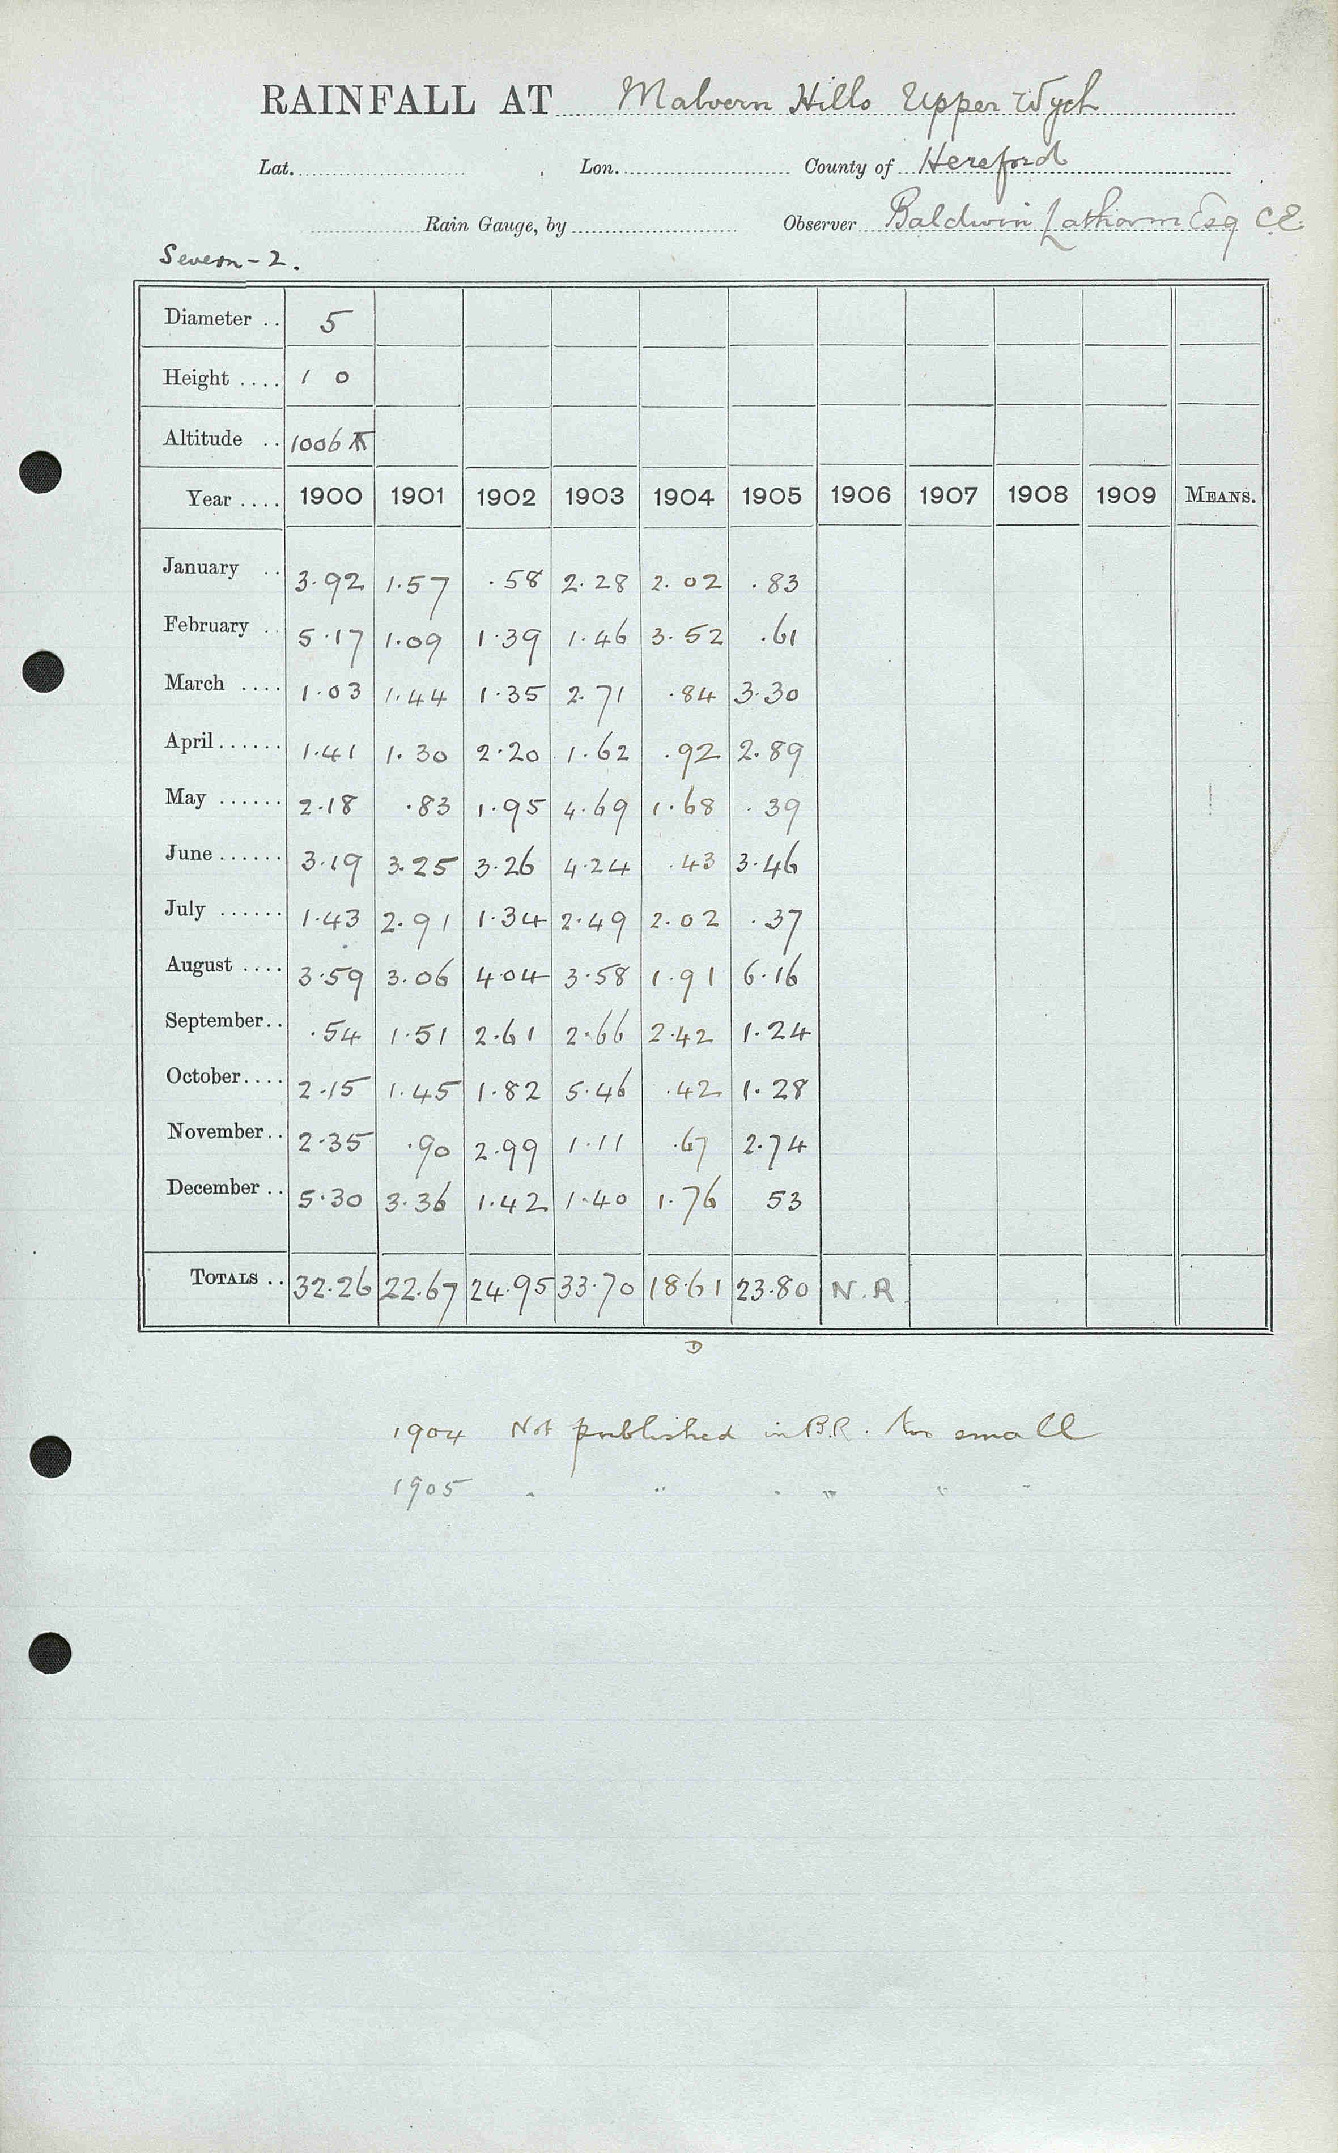 RAINFALL AT Malvern Hills Upper Wych
Lat. Lon. County of Hereford
Rain Gauge, by Observer Baldwin Latham Esq C.E.
Severn - 2.
Diameter .. 5
Height .... 1 0
Altitude .. 1006 ft
Year .... 1900 1901 1902 1903 1904 1905 1906 1907 1908 1909 MEANS.
January .. 3.92 1.57 .58 2.28 2.02 .83
February .. 5.17 1.09 1.39 1.46 3.52 .61
March .... 1.03 1.44 1.35 2.71 .84 3.30
April ...... 1.41 1.30 2.20 1.62 .92 2.89
May ...... 2.18 .83 1.95 4.69 1.68 .39
June ...... 3.19 3.25 3.26 4.24 .43 3.46
July ...... 1.43 2.91 1.34 2.49 2.02 .37
August .... 3.59 3.06 4.04 3.58 1.91 6.16
September.. .54 1.51 2.61 2.66 2.42 1.24
October.... 2.15 1.45 1.82 5.46 .42 1.28
November.. 2.35 .90 2.99 1.11 .67 2.74
December .. 5.30 3.36 1.42 1.40 1.76 53
TOTALS .. 32.26 22.67 24.95 33.70 18.61 23.80 N.R.
D
1904 Not published in B.R. too small
1905 " " " " " "